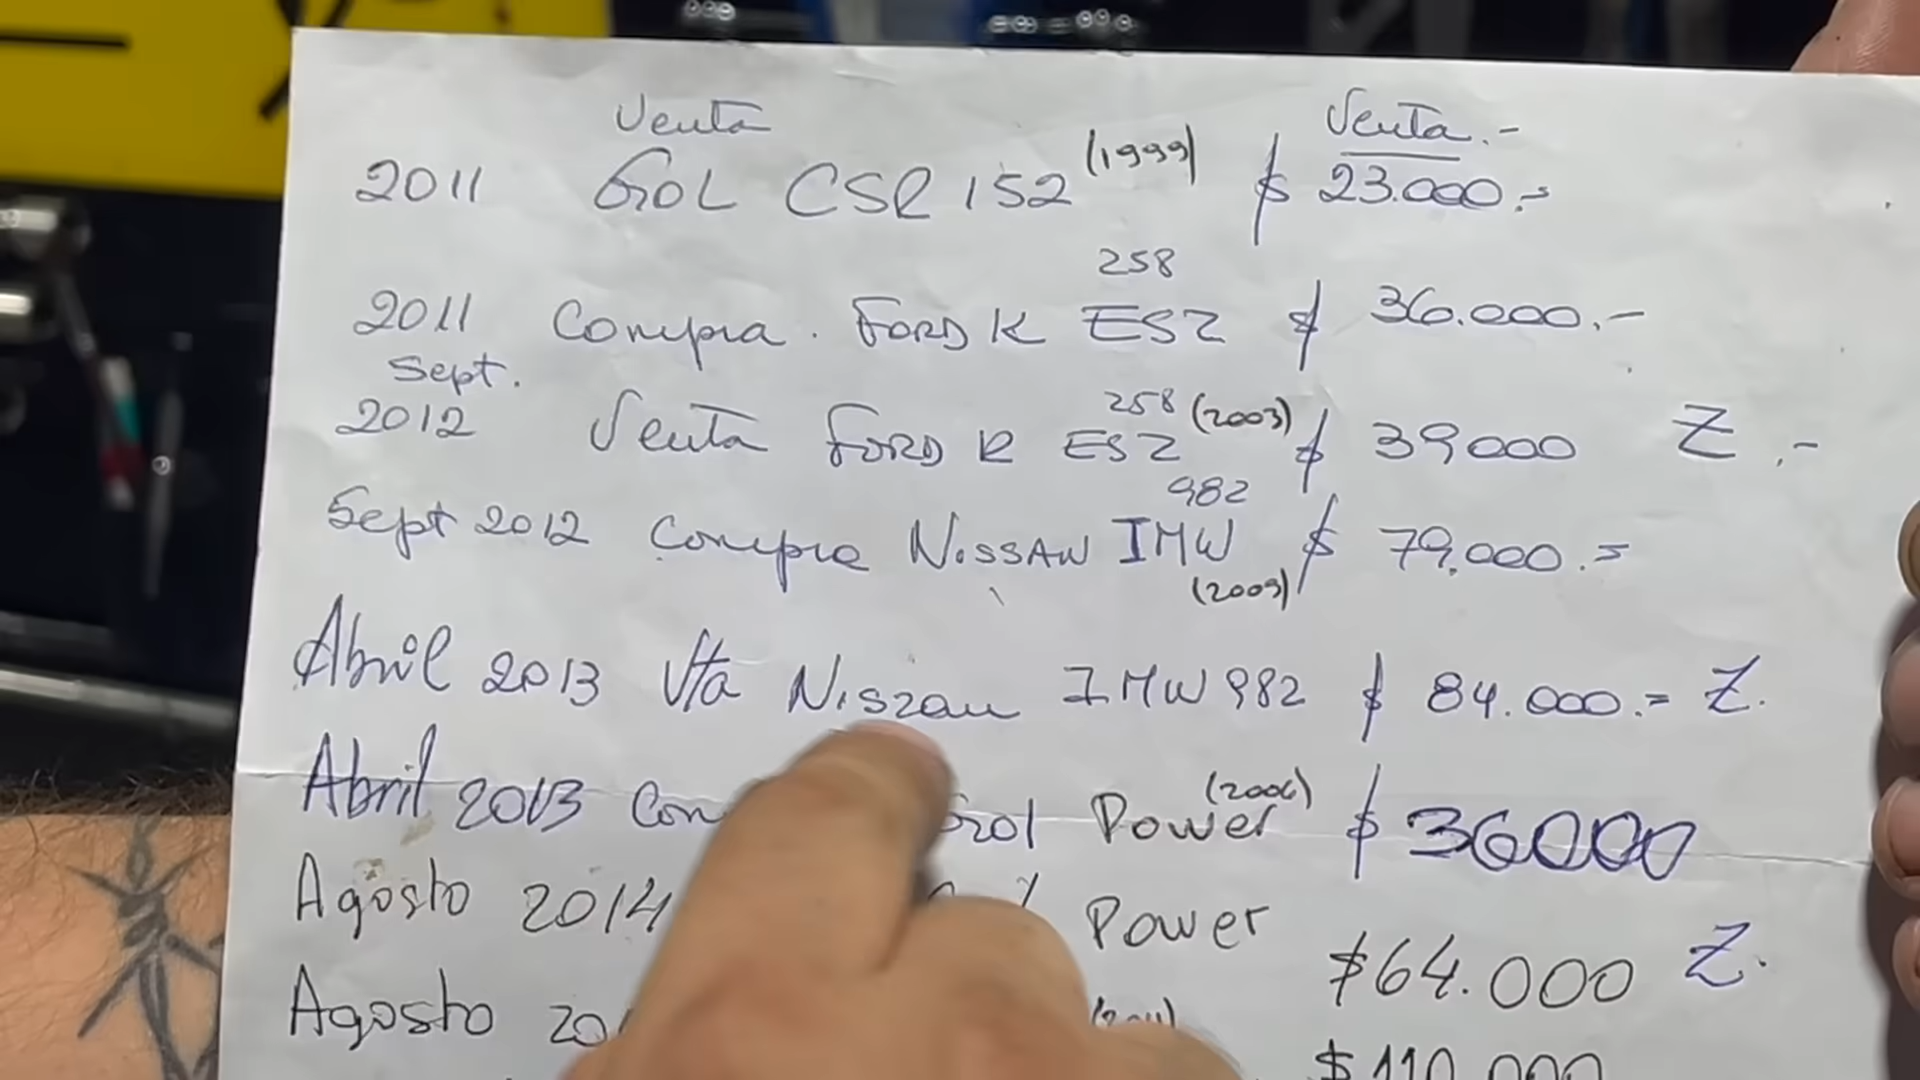 Venta Venta.-
2011 Gol CSR 152 (1999) $ 23.000.=
258
2011 Compra. FORD K ESZ $ 36.000.-
Sept.
258 (2003)
2012 Venta FORD K ESZ $ 39000 Z .-
982
Sept 2012 Compra NISSAN IMW $ 79.000.=
(2009)
Abril 2013 Vta Niszan IMW 982 $ 84.000.= Z.
Abril 2013 Gol Power (2006) $ 36000
Agosto 2014 Power $64.000 Z.
Agosto $110.000